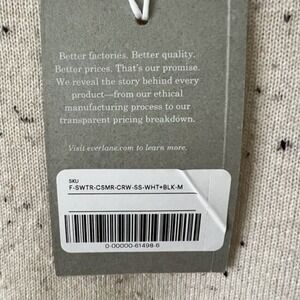 Better factories. Better quality.
Better prices. That's our promise.
We reveal the story behind every
product—from our ethical
manufacturing process to our
transparent pricing breakdown.
Visit everlane.com to learn more.
SKU
F-SWTR-CSMR-CRW-SS-WHT+BLK-M
0-00000-61498-6